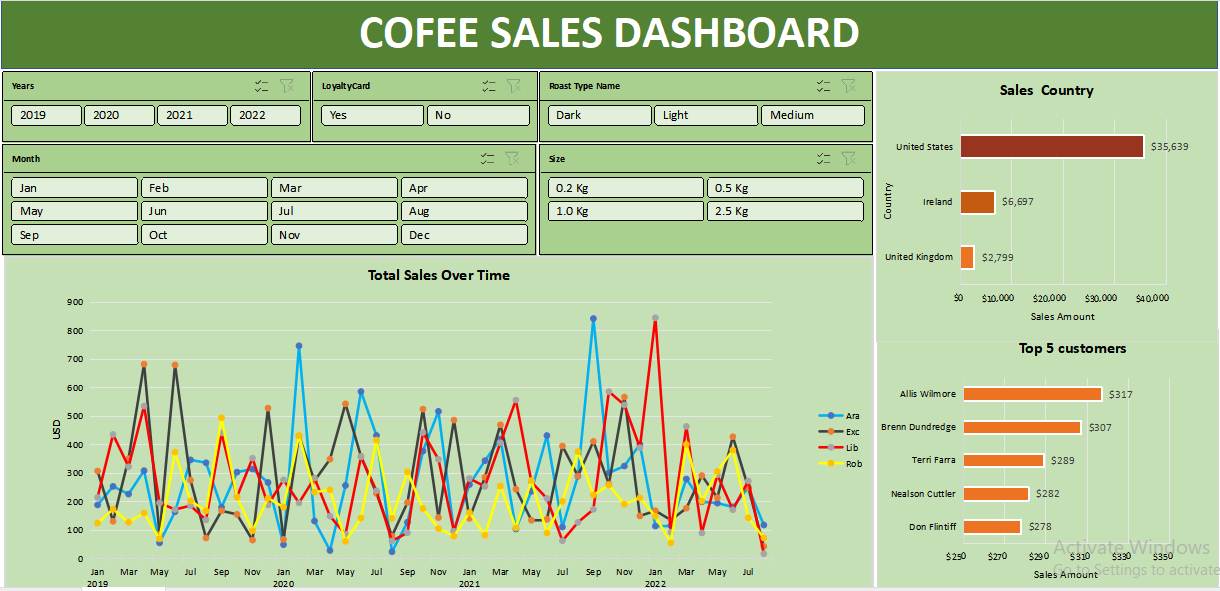 COFEE SALES DASHBOARD
Years
2019 2020 2021 2022
LoyaltyCard
Yes No
Roast Type Name
Dark Light Medium
Month
Jan Feb Mar Apr
May Jun Jul Aug
Sep Oct Nov Dec
Size
0.2 Kg 0.5 Kg
1.0 Kg 2.5 Kg
Total Sales Over Time
900
800
700
600
500
400
300
200
100
0
USD
Jan Mar May Jul Sep Nov Jan Mar May Jul Sep Nov Jan Mar May Jul Sep Nov Jan Mar May Jul
2019 2020 2021 2022
Ara
Exc
Lib
Rob
Sales Country
Country
United States $35,639
Ireland $6,697
United Kingdom $2,799
$0 $10,000 $20,000 $30,000 $40,000
Sales Amount
Top 5 customers
Allis Wilmore $317
Brenn Dundredge $307
Terri Farra $289
Nealson Cuttler $282
Don Flintiff $278
$250 $270 $290 $310 $330 $350
Sales Amount
Activate Windows
Go to Settings to activate